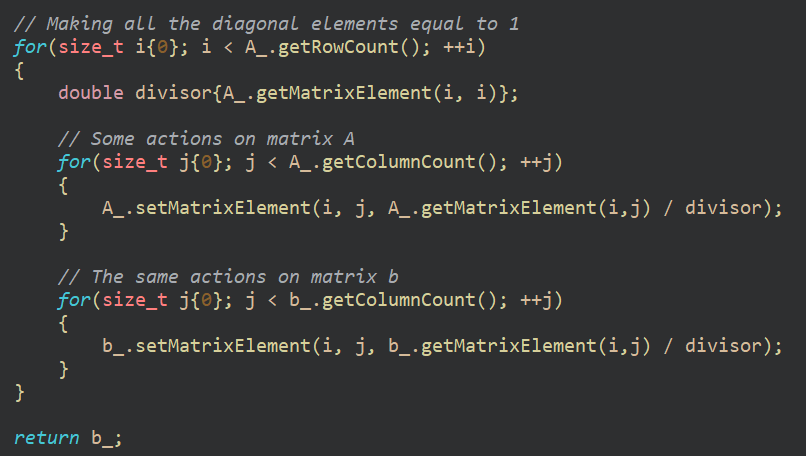 // Making all the diagonal elements equal to 1
for(size_t i{0}; i < A_.getRowCount(); ++i)
{
    double divisor{A_.getMatrixElement(i, i)};

    // Some actions on matrix A
    for(size_t j{0}; j < A_.getColumnCount(); ++j)
    {
        A_.setMatrixElement(i, j, A_.getMatrixElement(i,j) / divisor);
    }

    // The same actions on matrix b
    for(size_t j{0}; j < b_.getColumnCount(); ++j)
    {
        b_.setMatrixElement(i, j, b_.getMatrixElement(i,j) / divisor);
    }
}

return b_;